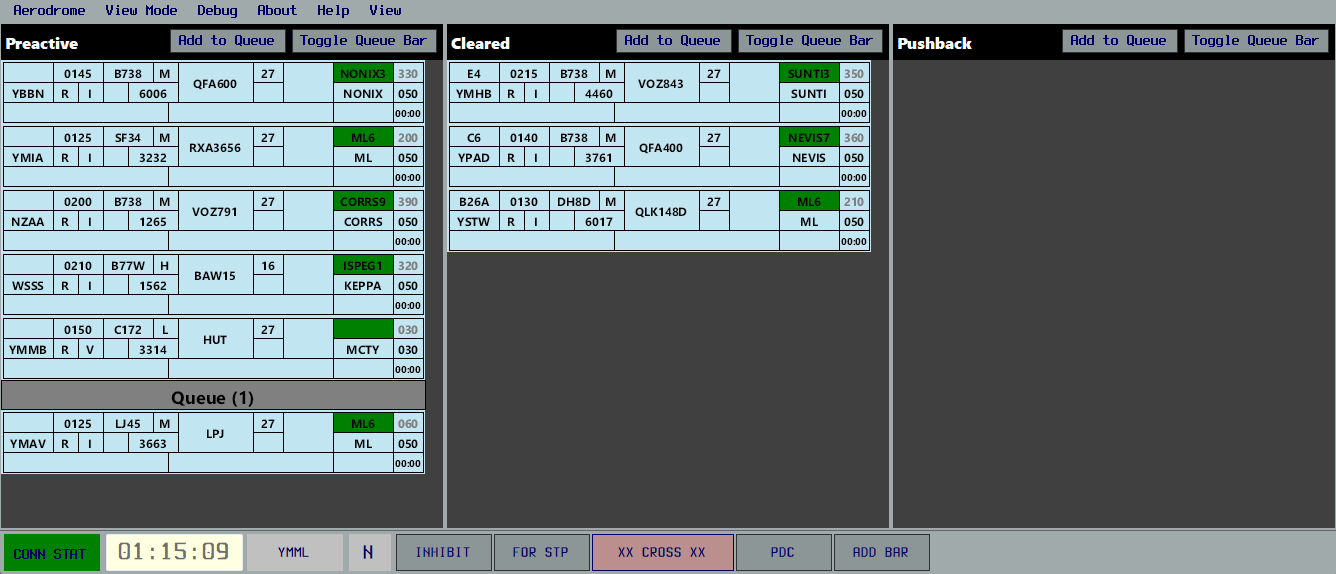 Aerodrome View Mode Debug About Help View
Preactive Add to Queue Toggle Queue Bar
0145 B738 M QFA600 27 NONIX3 330
YBBN R I 6006 NONIX 050
00:00
0125 SF34 M RXA3656 27 ML6 200
YMIA R I 3232 ML 050
00:00
0200 B738 M VOZ791 27 CORRS9 390
NZAA R I 1265 CORRS 050
00:00
0210 B77W H BAW15 16 ISPEG1 320
WSSS R I 1562 KEPPA 050
00:00
0150 C172 L HUT 27 030
YMMB R V 3314 MCTY 030
00:00
Queue (1)
0125 LJ45 M LPJ 27 ML6 060
YMAV R I 3663 ML 050
00:00
Cleared Add to Queue Toggle Queue Bar
E4 0215 B738 M VOZ843 27 SUNTI3 350
YMHB R I 4460 SUNTI 050
00:00
C6 0140 B738 M QFA400 27 NEVIS7 360
YPAD R I 3761 NEVIS 050
00:00
B26A 0130 DH8D M QLK148D 27 ML6 210
YSTW R I 6017 ML 050
00:00
Pushback Add to Queue Toggle Queue Bar
CONN STAT 01:15:09 YMML N INHIBIT FOR STP XX CROSS XX PDC ADD BAR